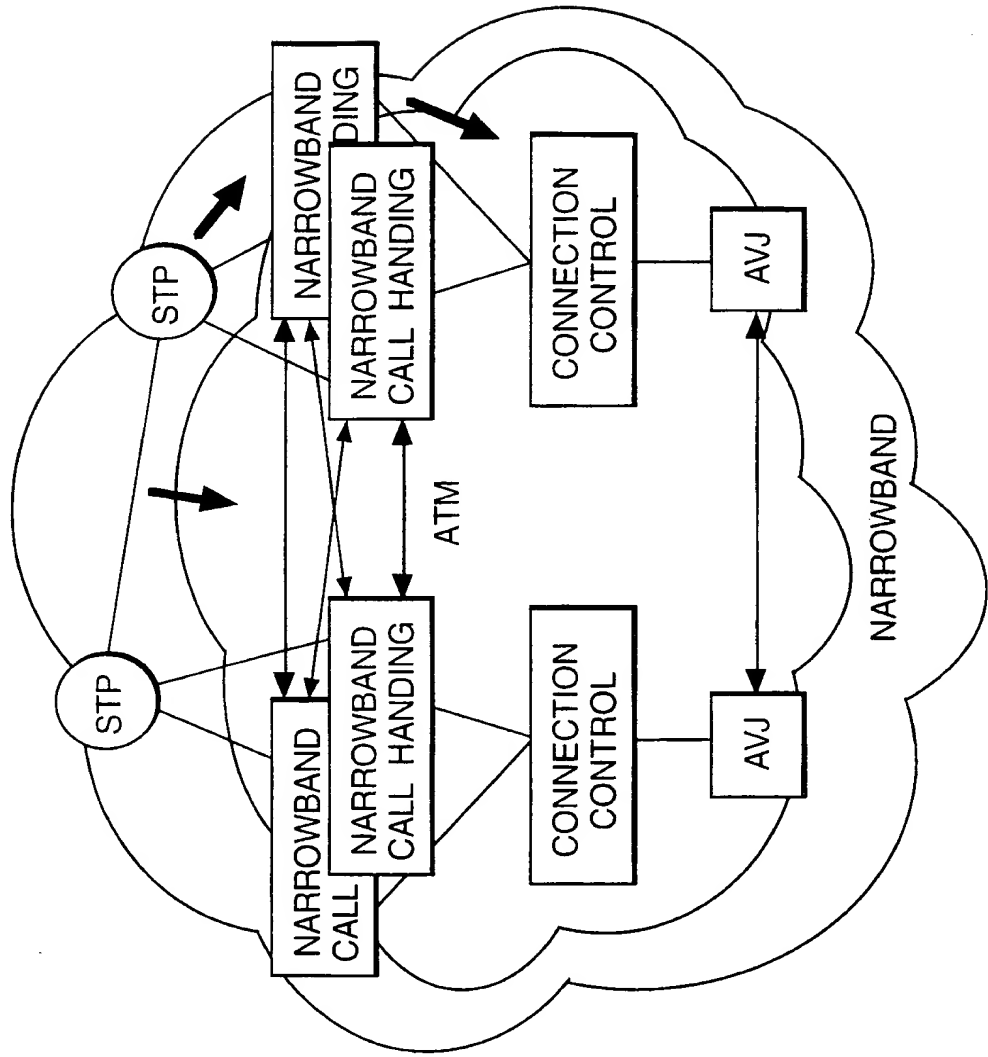 STP
STP
NARROWBAND
CALL
NARROWBAND
CALL HANDING
NARROWBAND
DING
NARROWBAND
CALL HANDING
ATM
CONNECTION
CONTROL
CONNECTION
CONTROL
AVJ
AVJ
NARROWBAND